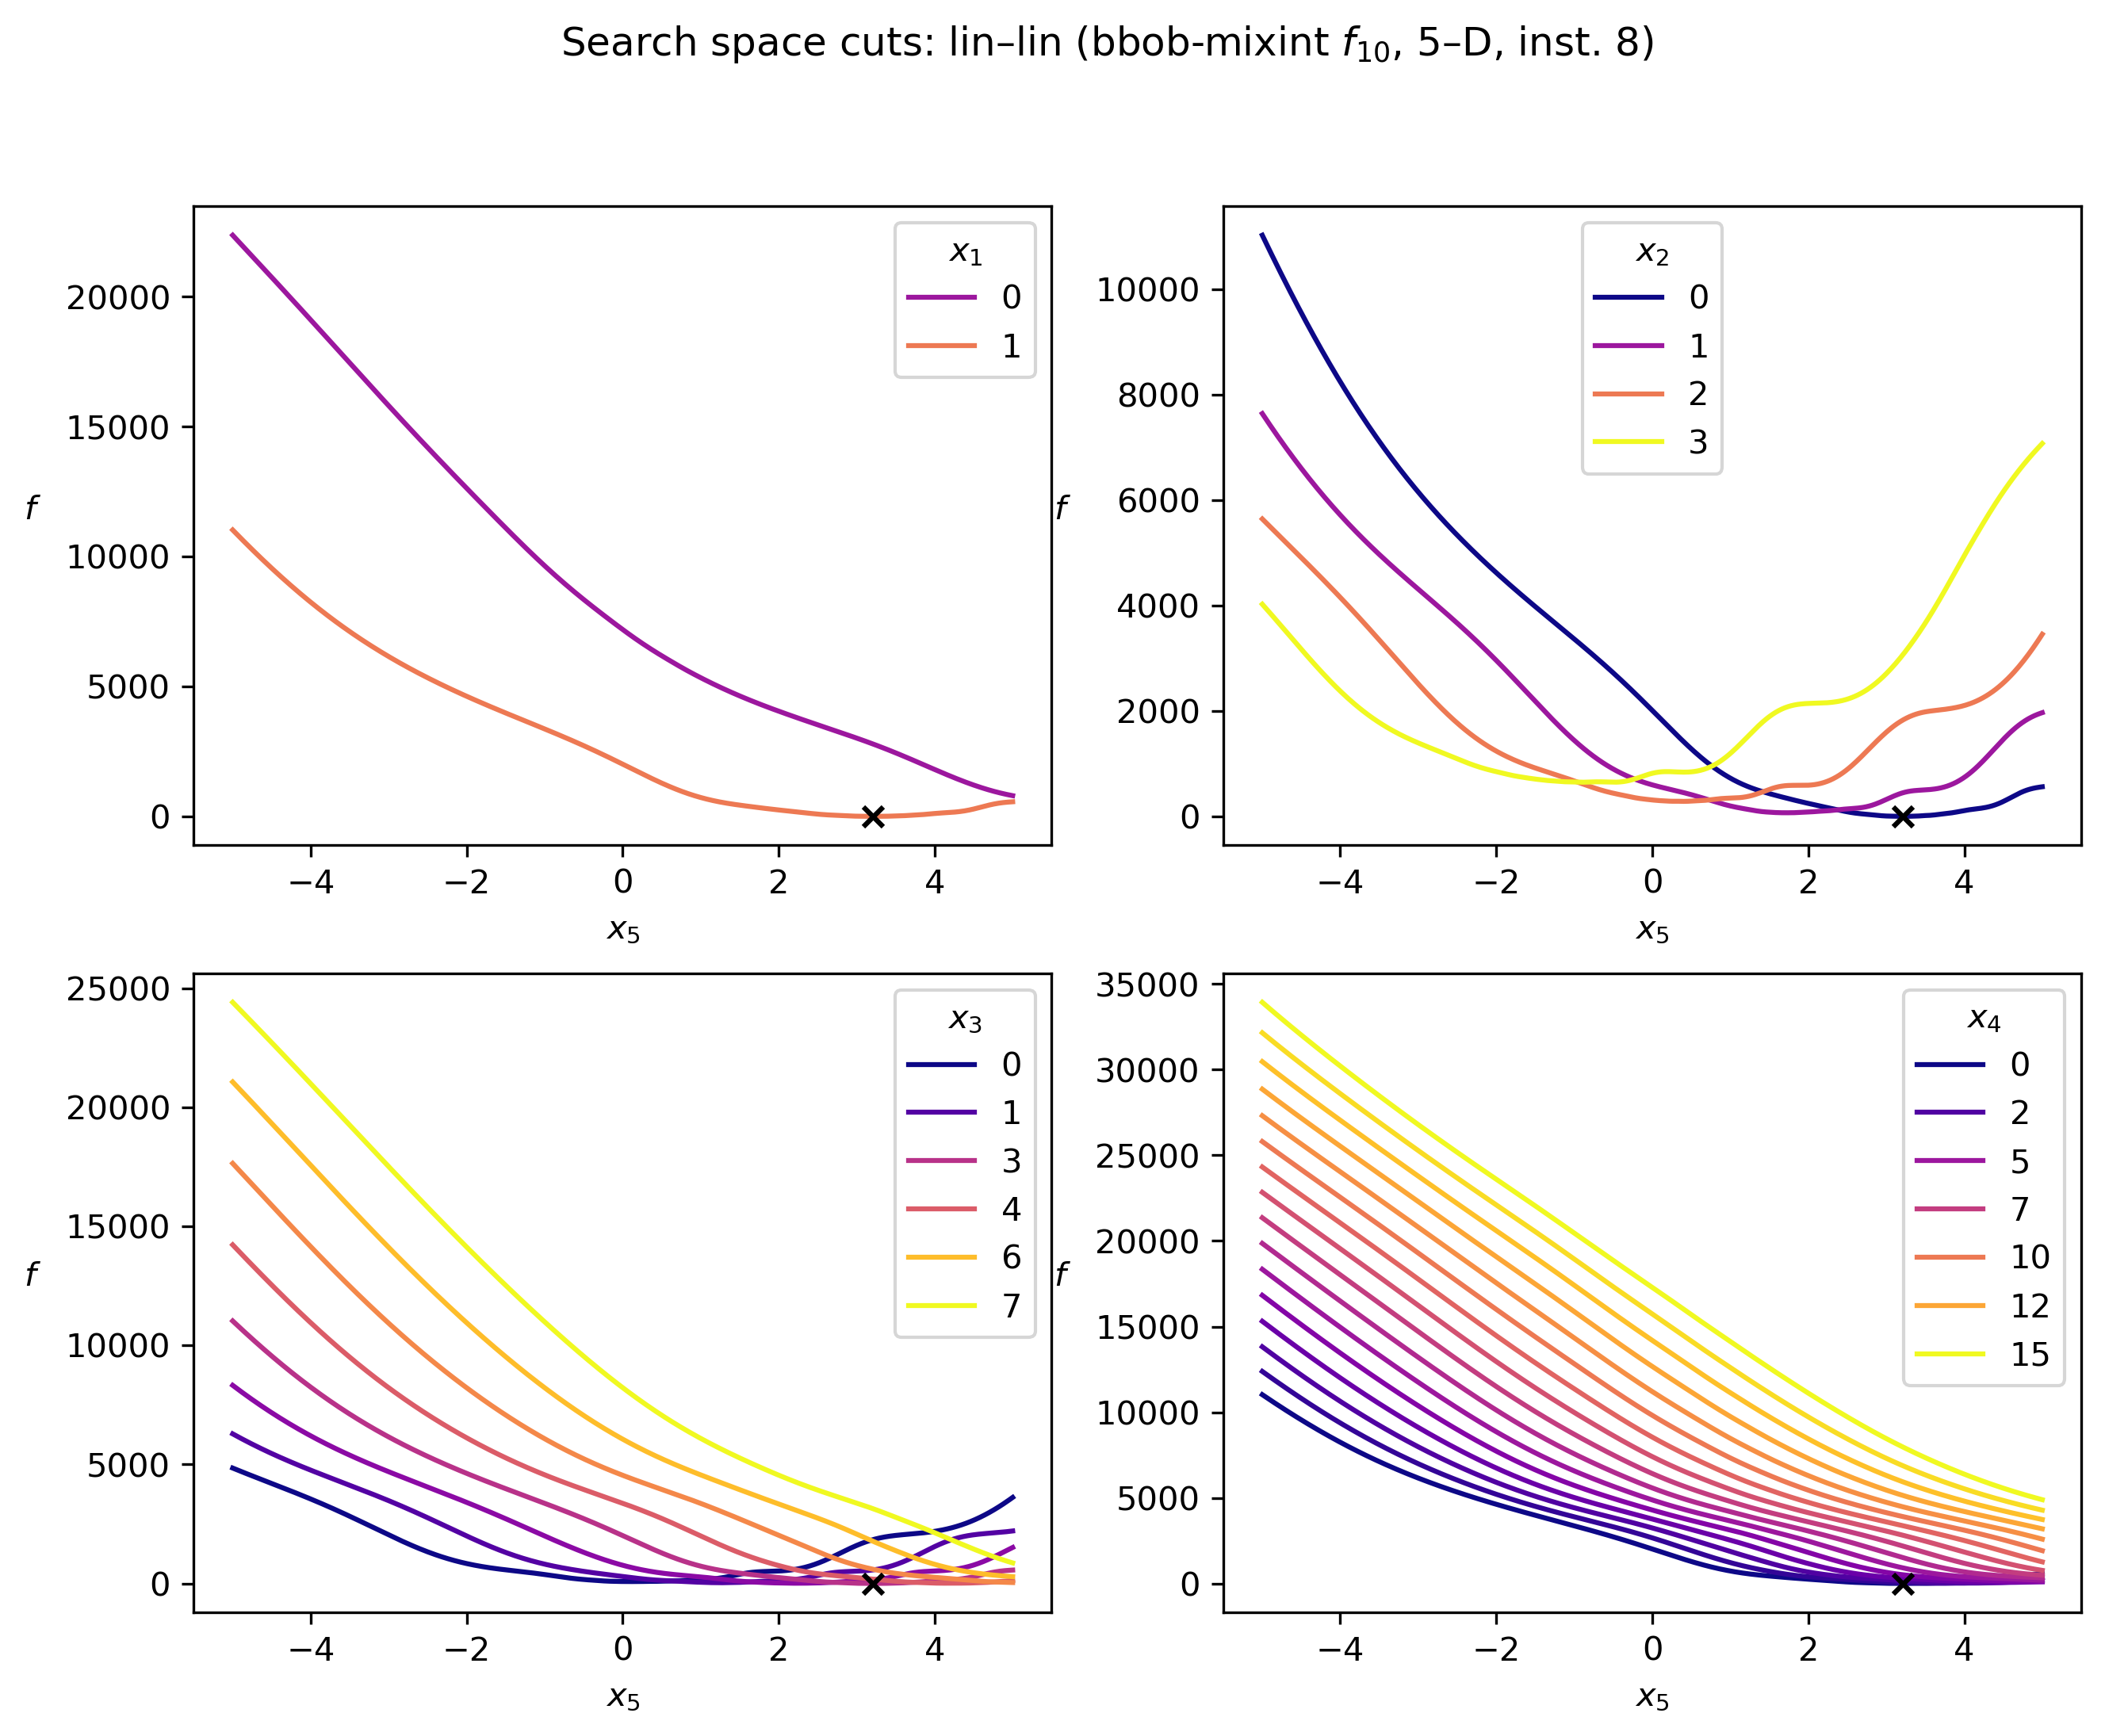 Search space cuts: lin–lin (bbob-mixint f10, 5–D, inst. 8)
20000
15000
10000
5000
0
f
−4 −2 0 2 4
x5
x1
0
1
10000
8000
6000
4000
2000
0
f
−4 −2 0 2 4
x5
x2
0
1
2
3
25000
20000
15000
10000
5000
0
f
−4 −2 0 2 4
x5
x3
0
1
3
4
6
7
35000
30000
25000
20000
15000
10000
5000
0
f
−4 −2 0 2 4
x5
x4
0
2
5
7
10
12
15